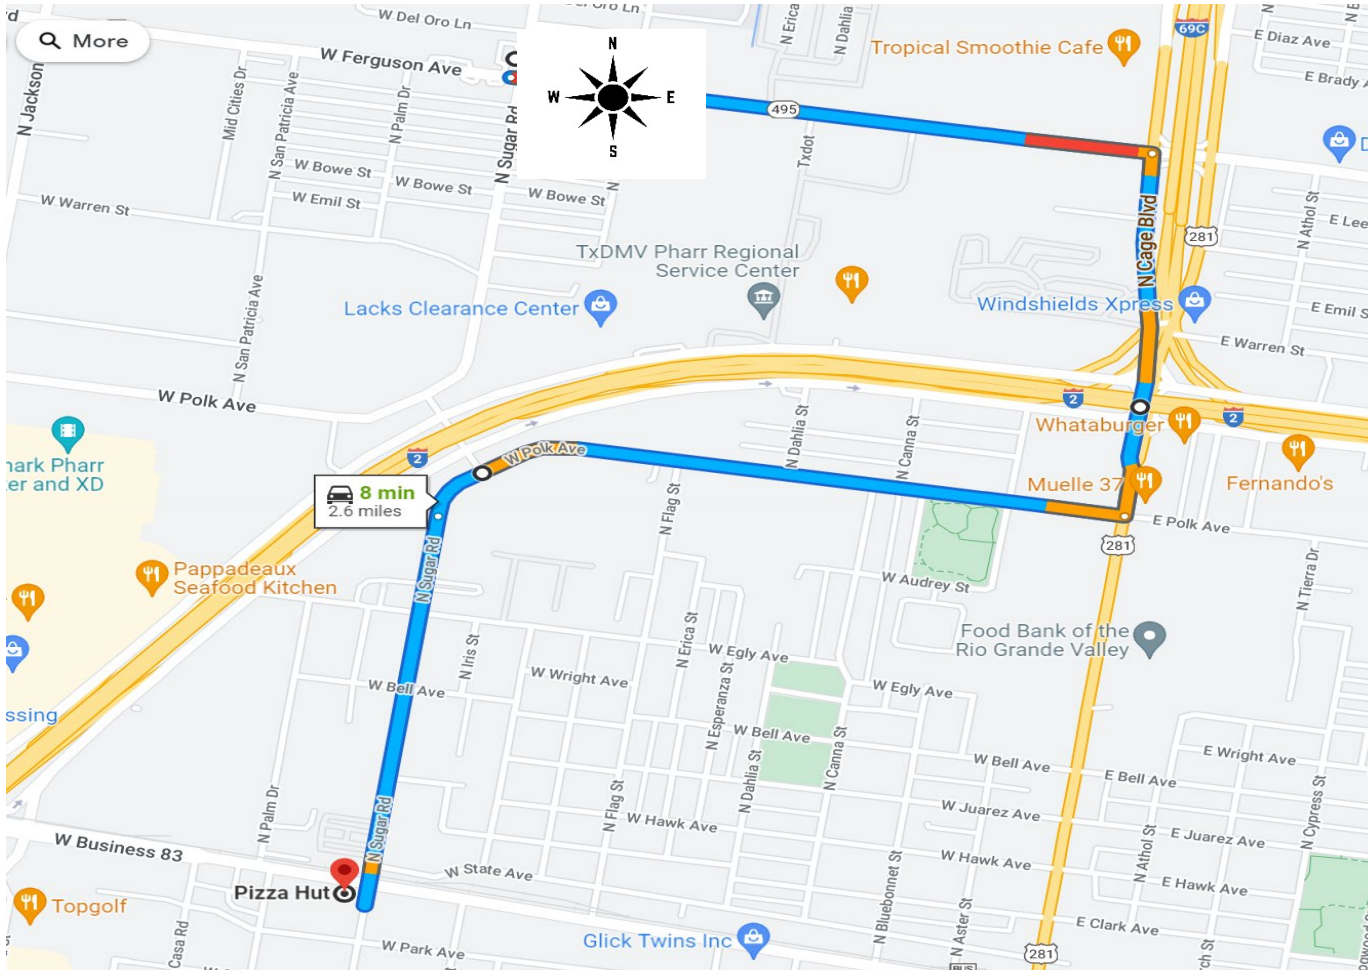 W Del Oro Ln
More
W Ferguson Ave
N Jackson
Mid Cities Dr
N San Patricia Ave
N Palm Dr
N Sugar Rd
N
W E
S
495
N Erica
N Dahlia
Tropical Smoothie Cafe
69C
E Diaz Ave
E Brady
W Bowe St
W Bowe St
W Bowe St
W Emil St
W Warren St
Txdot
N Cage Blvd
281
N Athol St
E Lee
TxDMV Pharr Regional
Service Center
Lacks Clearance Center
Windshields Xpress
E Emil S
E Warren St
N San Patricia Ave
W Polk Ave
2
2
2
Whataburger
Muelle 37
Fernando's
nark Pharr
er and XD
W Polk Ave
8 min
2.6 miles
N Dahlia St
N Canna St
N Flag St
E Polk Ave
281
N Sugar Rd
Pappadeaux
Seafood Kitchen
W Audrey St
N Tierra Dr
Food Bank of the
Rio Grande Valley
N Iris St
N Erica St
W Egly Ave
W Wright Ave
W Bell Ave
N Esperanza St
W Egly Ave
ssing
W Bell Ave
N Dahlia St
N Canna St
W Bell Ave
E Wright Ave
E Bell Ave
N Palm Dr
N Sugar Rd
N Flag St
W Hawk Ave
W Juarez Ave
E Juarez Ave
N Cypress St
N Athol St
W Business 83
W State Ave
W Hawk Ave
E Hawk Ave
Pizza Hut
Topgolf
Casa Rd
W Park Ave
Glick Twins Inc
N Bluebonnet St
N Aster St
E Clark Ave
281